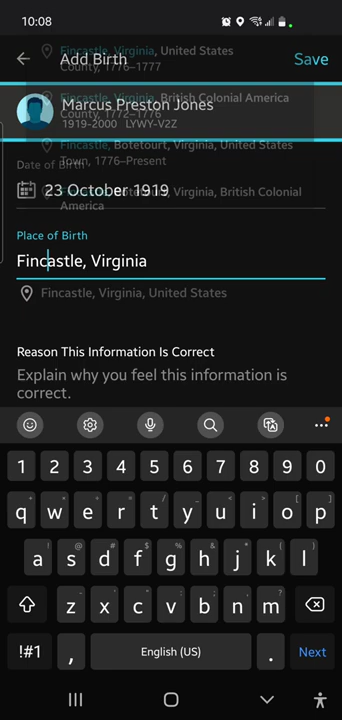 10:08
Fincastle, Virginia, United States
Add Birth
Save
County, 1776–1777
Fincastle, Virginia, British Colonial America
Marcus Preston Jones
County, 1772–1776
1919-2000 LYWY-V2Z
Fincastle, Botetourt, Virginia, United States
Town, 1776–Present
Date of Birth
23 October 1919
Fincastle, Botetourt, Virginia, British Colonial
America
Place of Birth
Fincastle, Virginia
Fincastle, Virginia, United States
Reason This Information Is Correct
Explain why you feel this information is
correct.
1 2 3 4 5 6 7 8 9 0
q w e r t y u i o p
a s d f g h j k l
z x c v b n m
!#1 , English (US) . Next